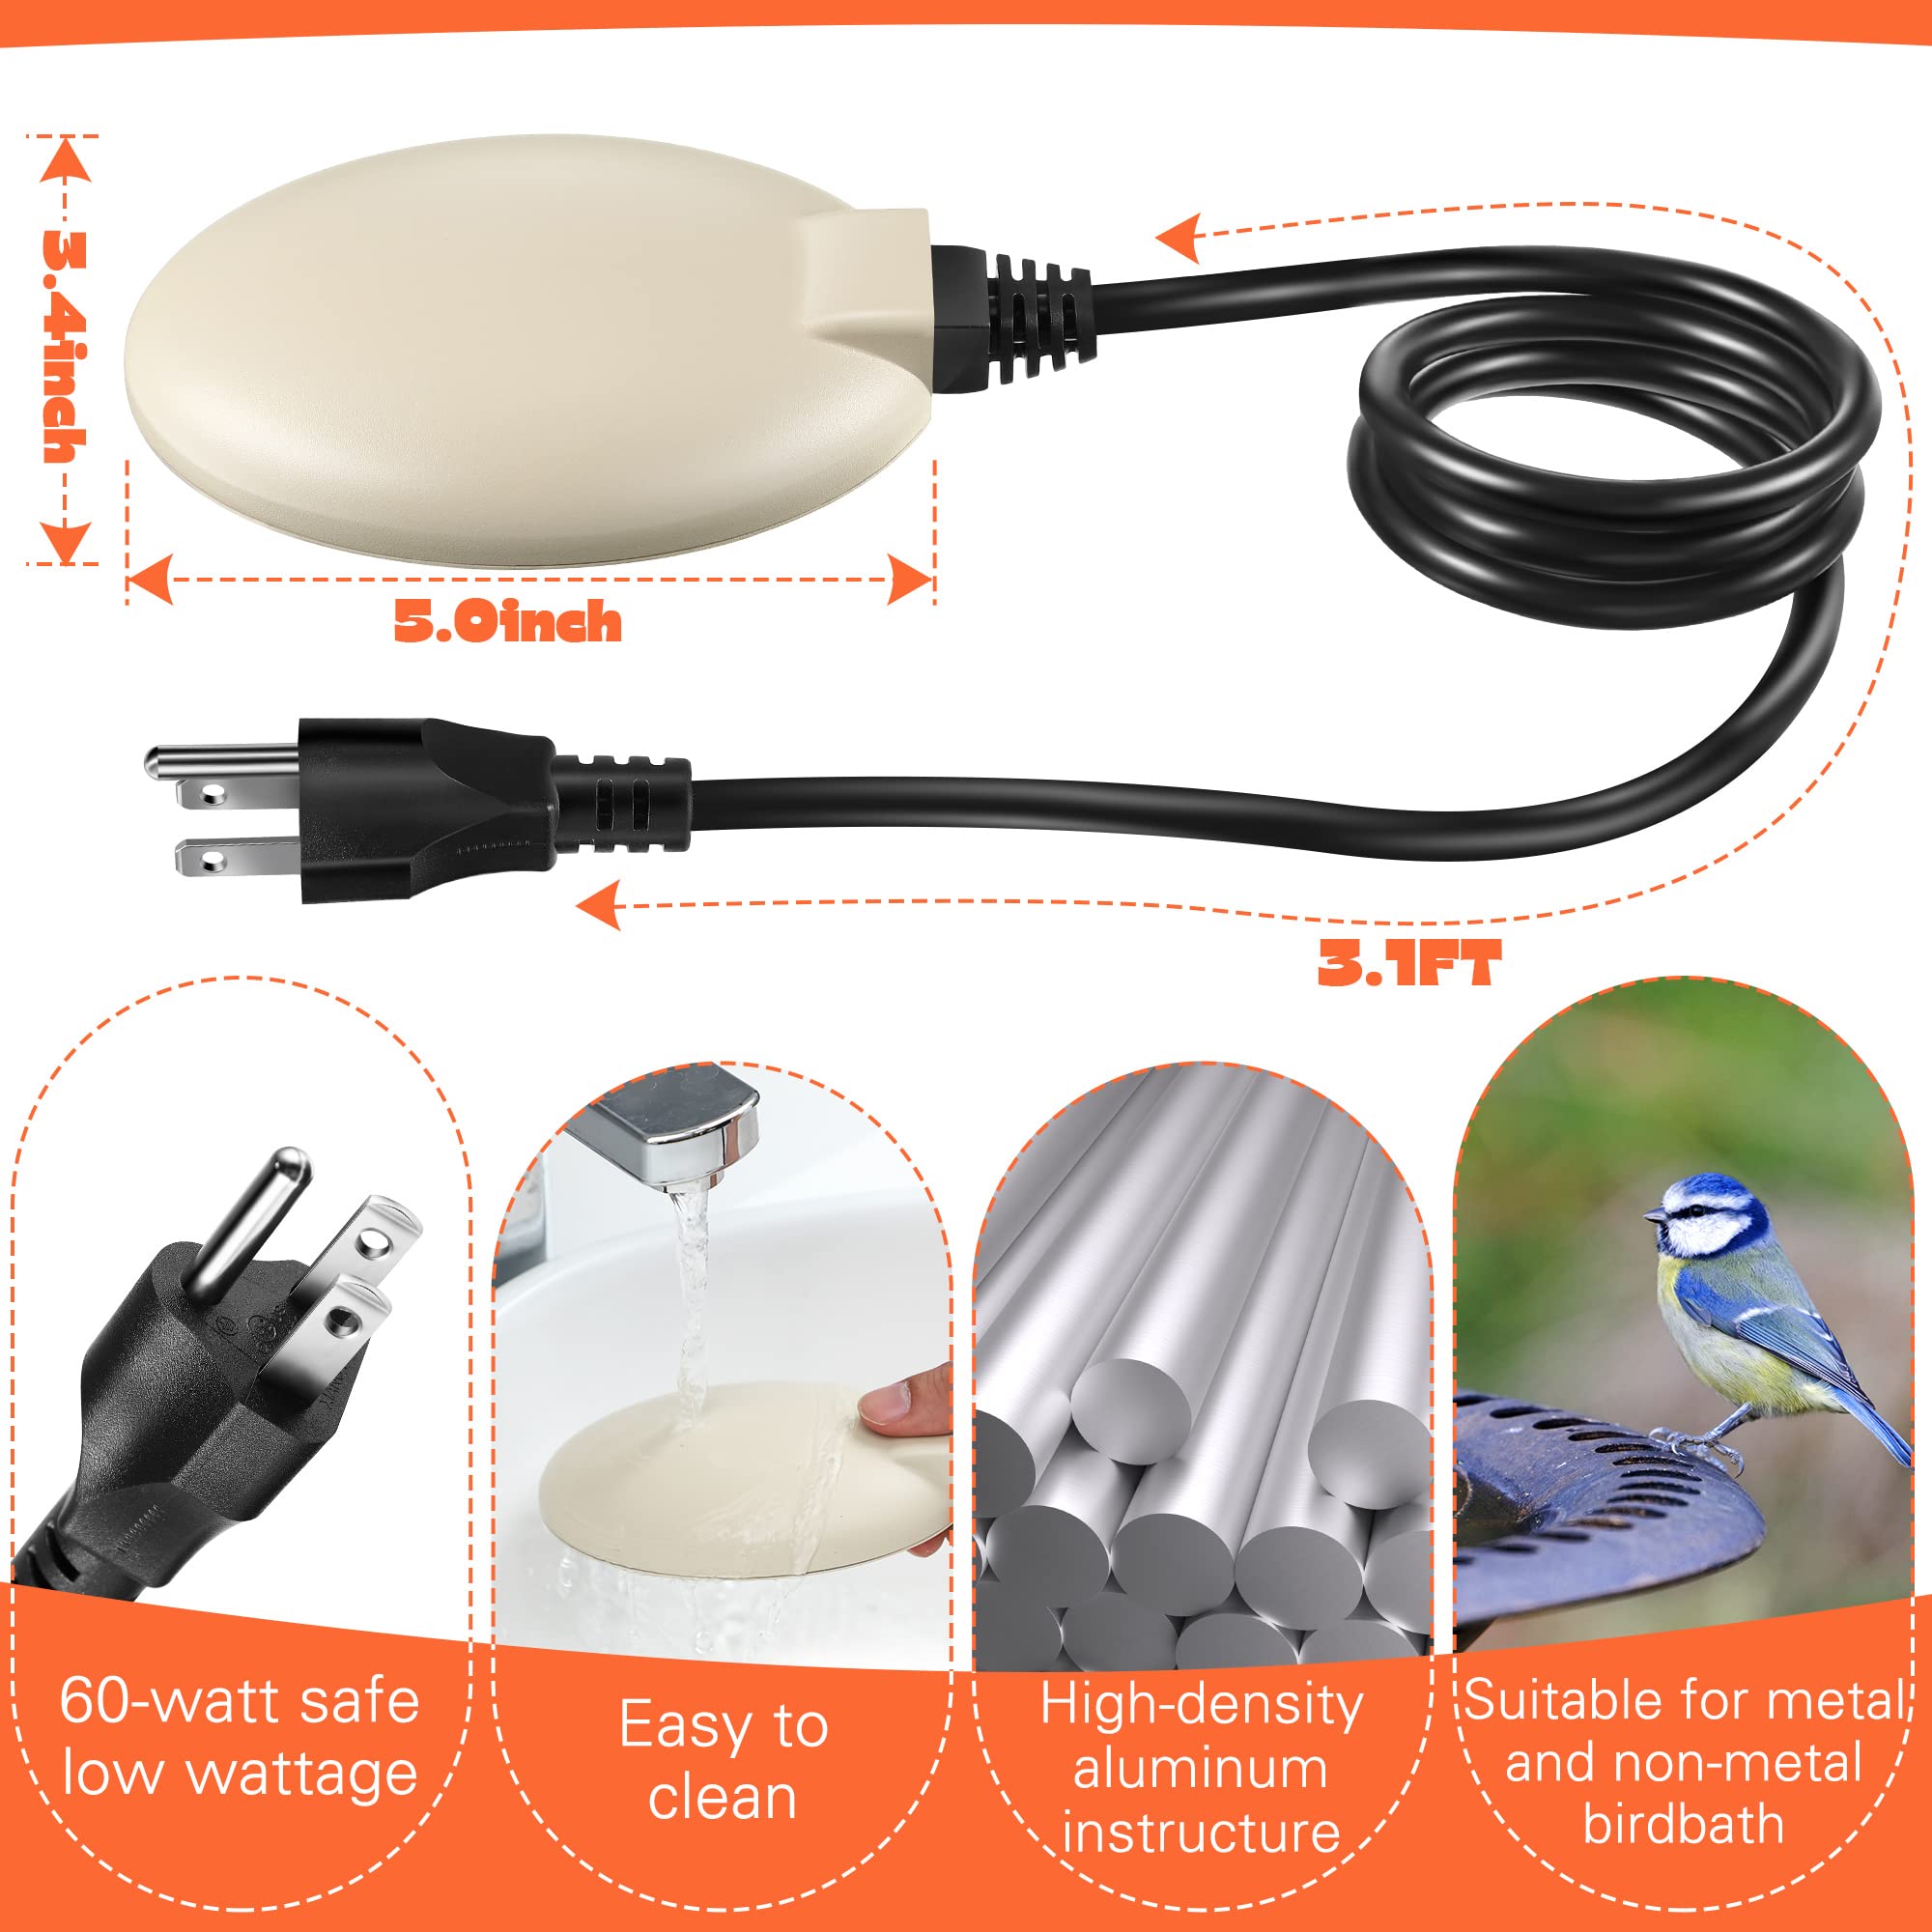 3.4inch
5.0inch
3.1FT
60-watt safe
low wattage
Easy to
clean
High-density
aluminum
instructure
Suitable for metal
and non-metal
birdbath